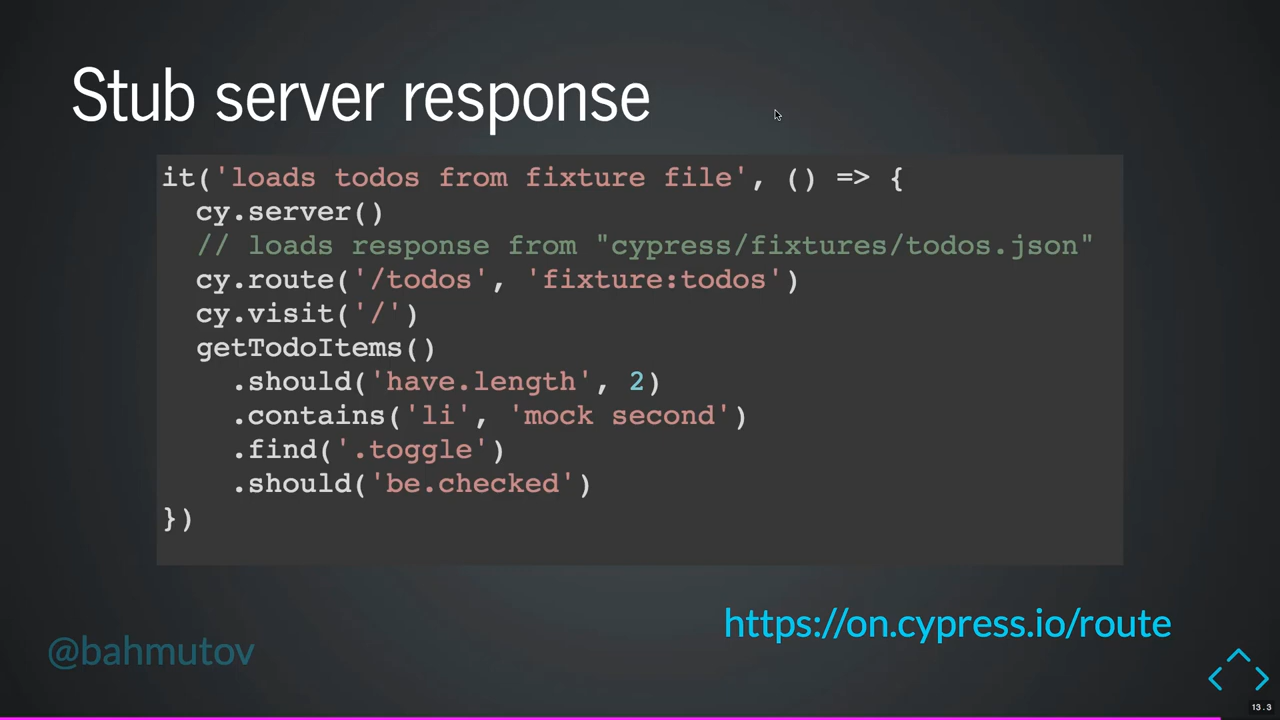 Stub server response
it('loads todos from fixture file', () => {
  cy.server()
  // loads response from "cypress/fixtures/todos.json"
  cy.route('/todos', 'fixture:todos')
  cy.visit('/')
  getTodoItems()
    .should('have.length', 2)
    .contains('li', 'mock second')
    .find('.toggle')
    .should('be.checked')
})
https://on.cypress.io/route
@bahmutov
13.3